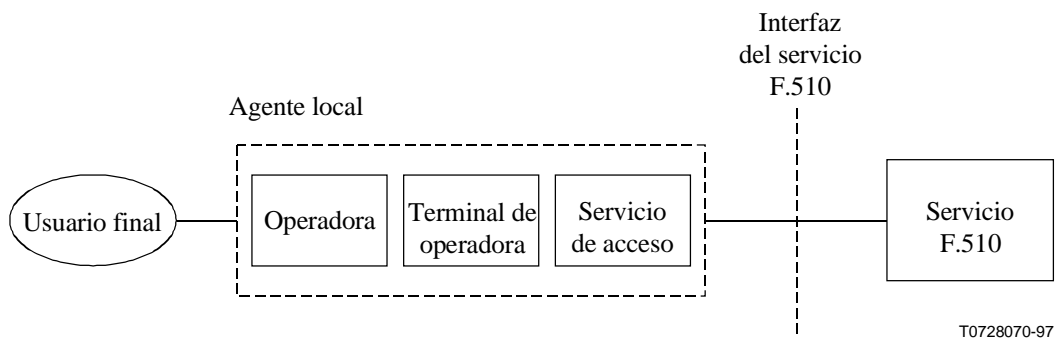 Interfaz
del servicio
F.510
Agente local
Usuario final
Operadora
Terminal de
operadora
Servicio
de acceso
Servicio
F.510
T0728070-97